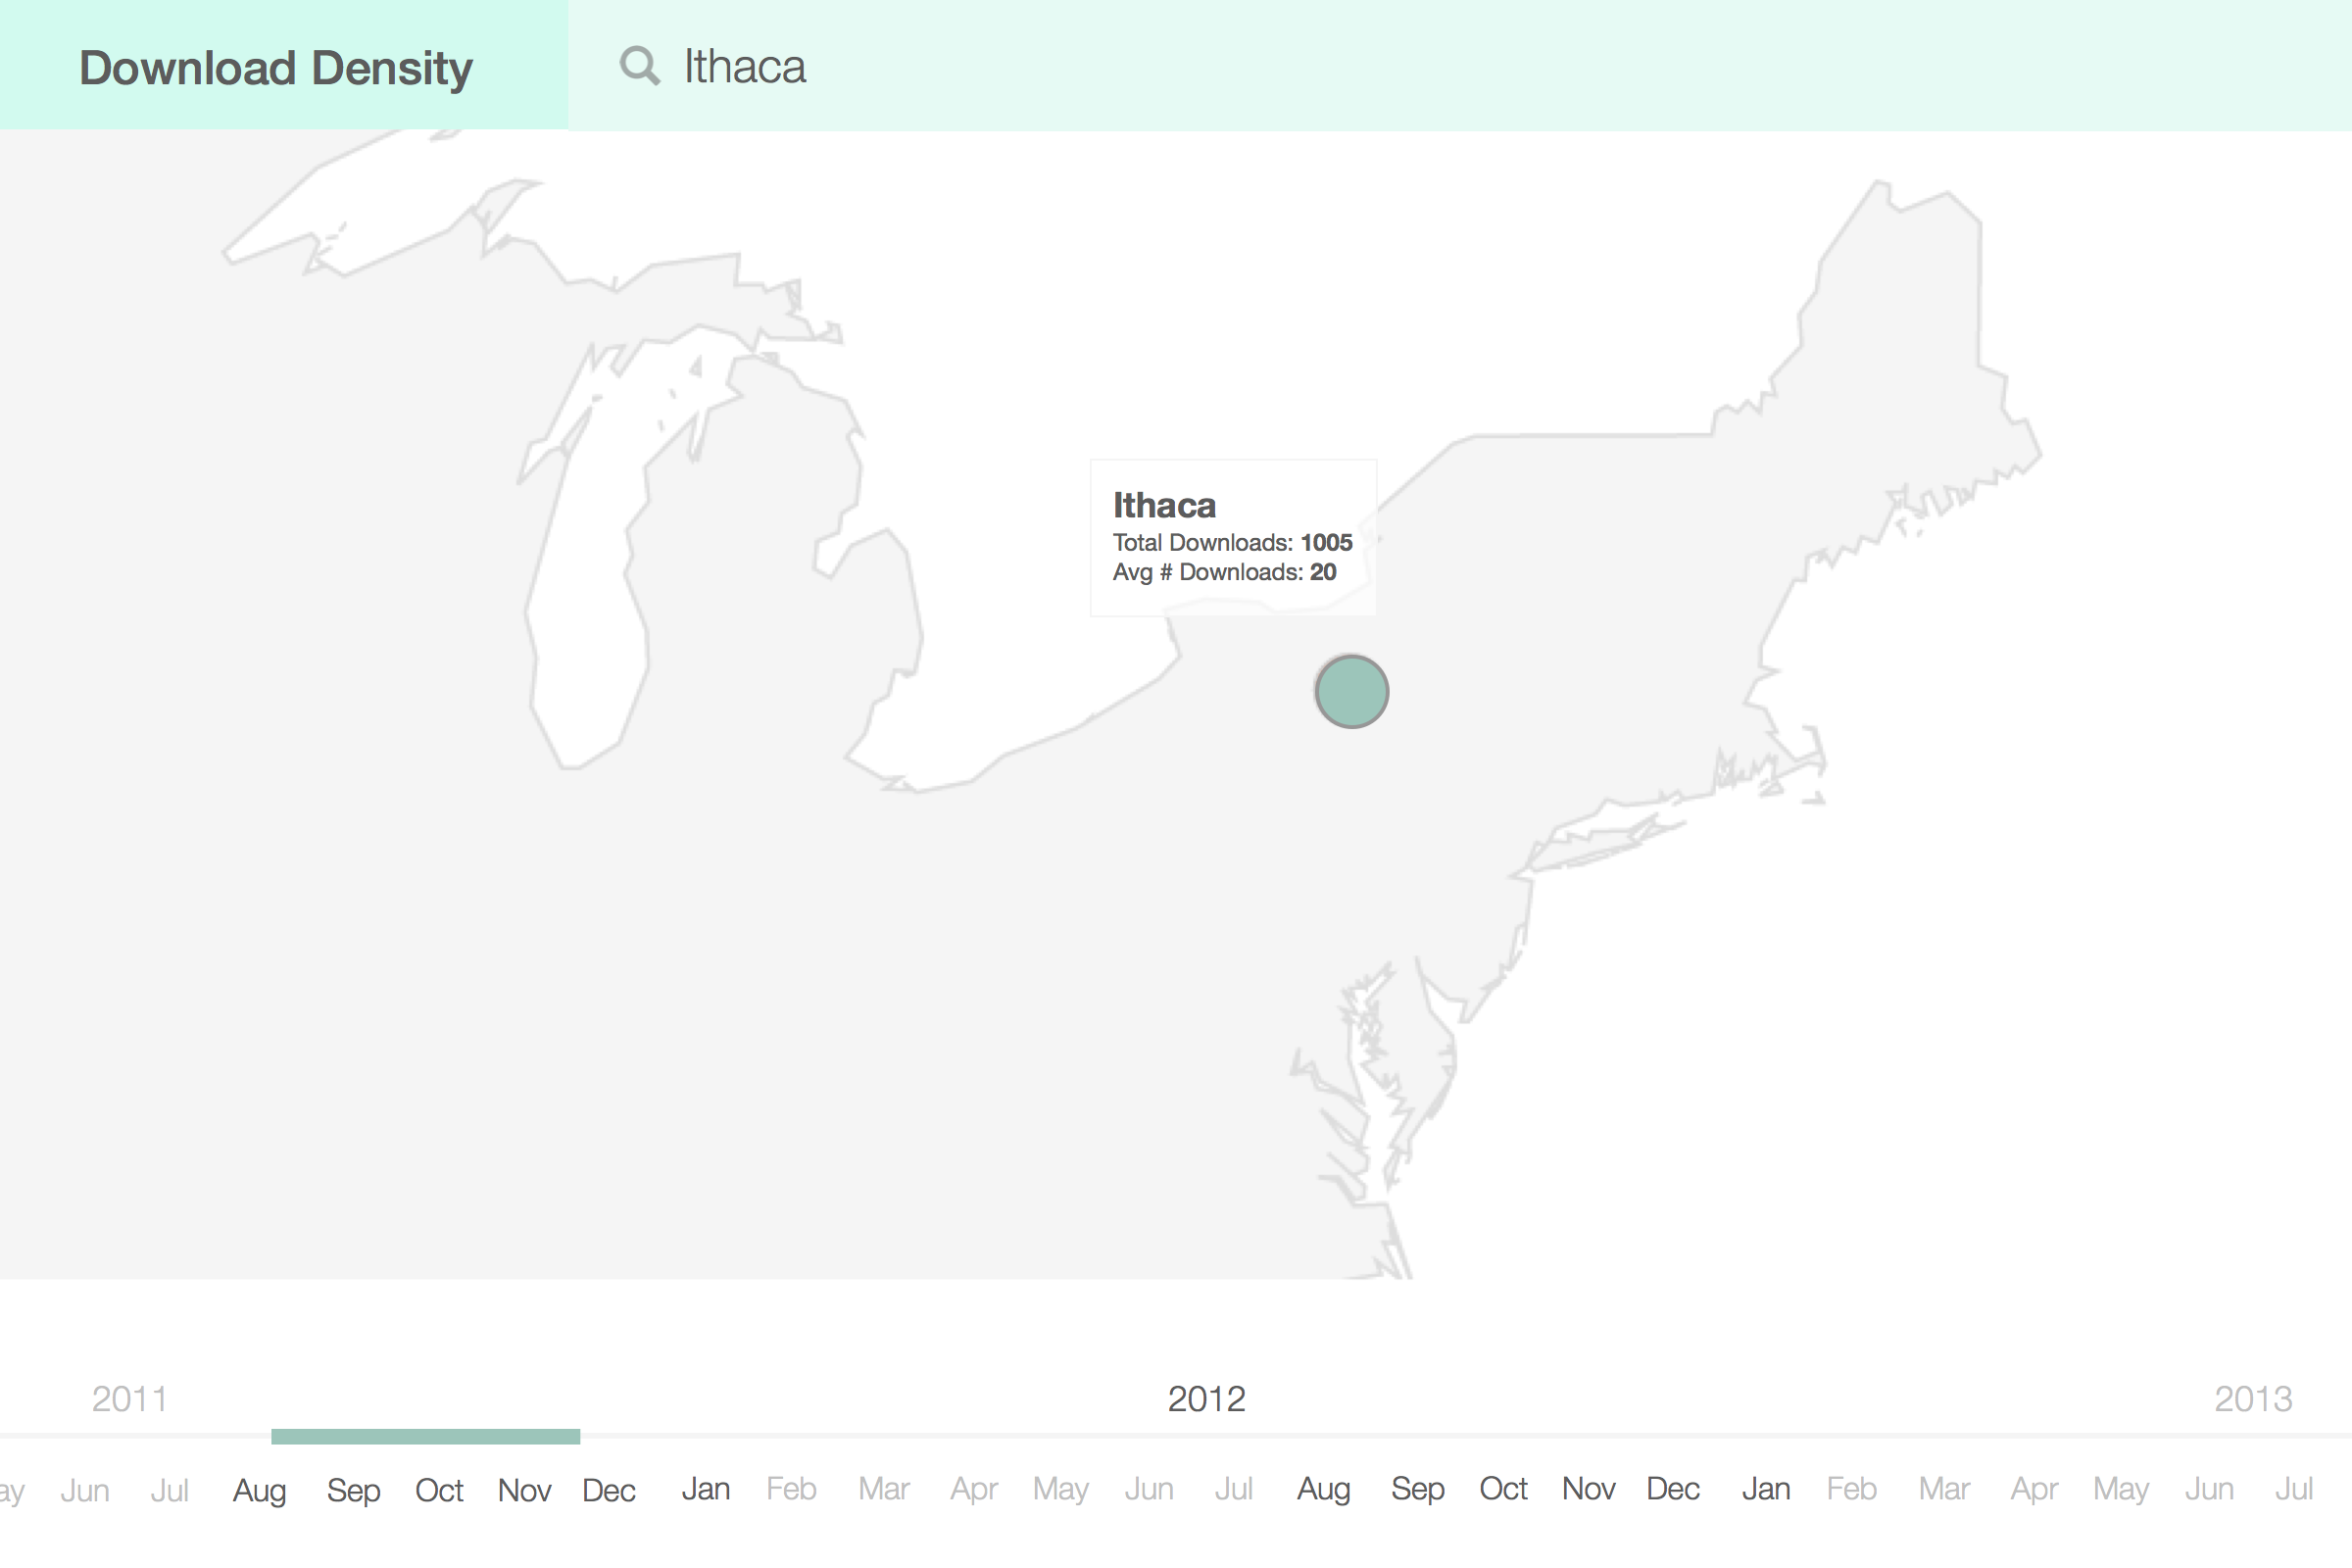 Download Density
Ithaca
Ithaca
Total Downloads: 1005
Avg # Downloads: 20
2011 2012 2013
ay Jun Jul Aug Sep Oct Nov Dec Jan Feb Mar Apr May Jun Jul Aug Sep Oct Nov Dec Jan Feb Mar Apr May Jun Jul